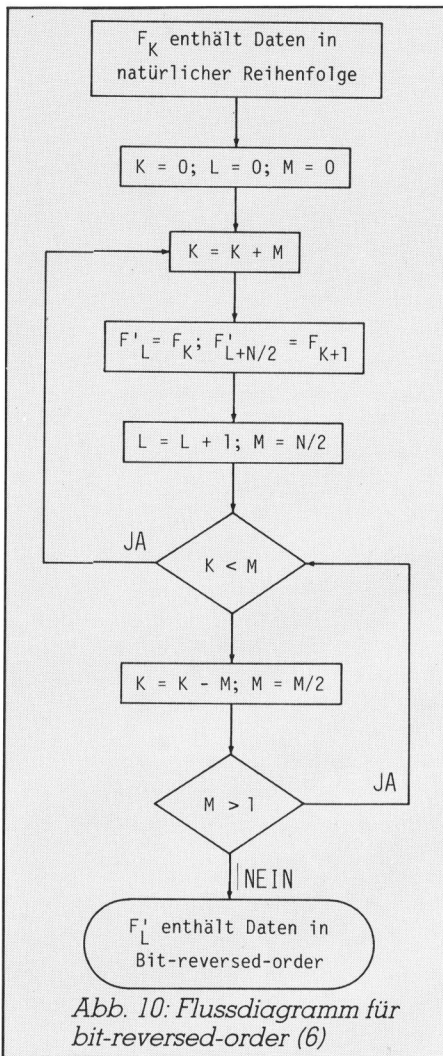 F_K enthält Daten in
natürlicher Reihenfolge
K = 0; L = 0; M = 0
K = K + M
F'_L = F_K; F'_L+N/2 = F_K+1
L = L + 1; M = N/2
JA
K < M
K = K - M; M = M/2
JA
M > 1
NEIN
F'_L enthält Daten in
Bit-reversed-order
Abb. 10: Flussdiagramm für
bit-reversed-order (6)